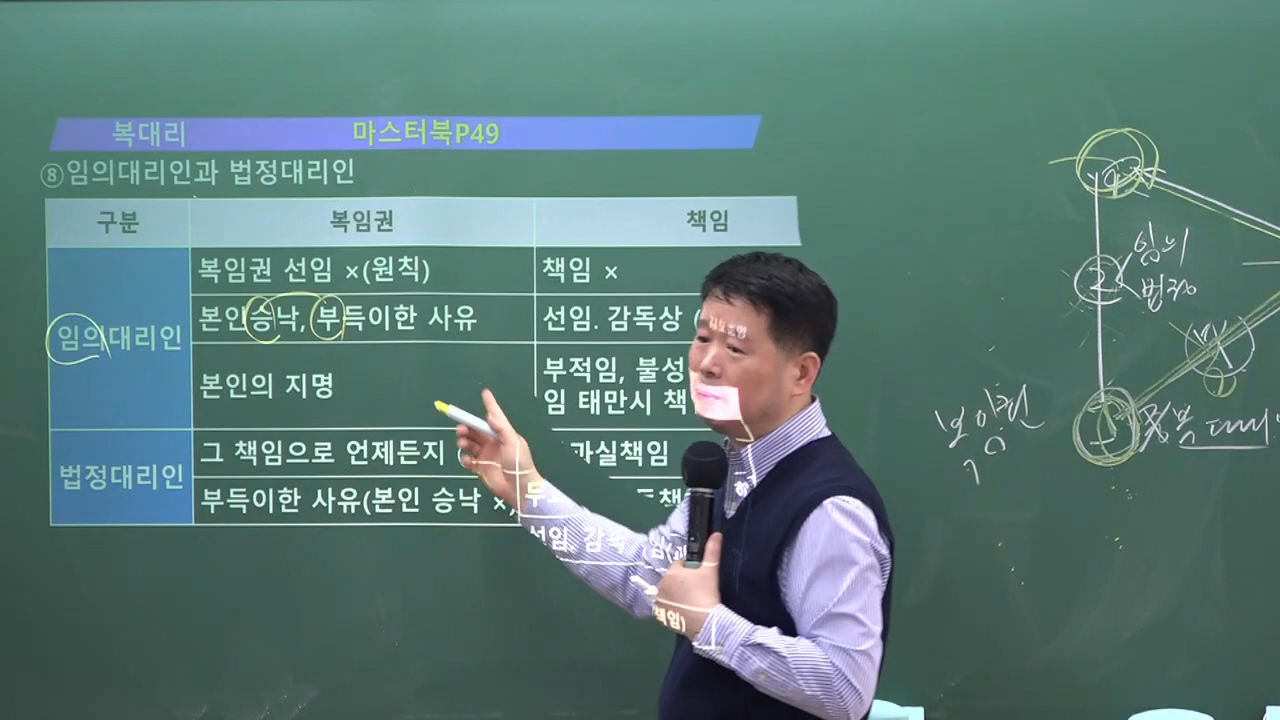 복대리 마스터북P49
⑧임의대리인과 법정대리인
구분 복임권 책임
임의대리인
복임권 선임 ×(원칙) 책임 ×
본인승낙, 부득이한 사유 선임. 감독상 (
본인의 지명 부적임, 불성
임 태만시 책
법정대리인
그 책임으로 언제든지 ( 과실책임
부득이한 사유(본인 승낙 ×)
선임, 감독
책임)
임의
법정
복임권
복대리